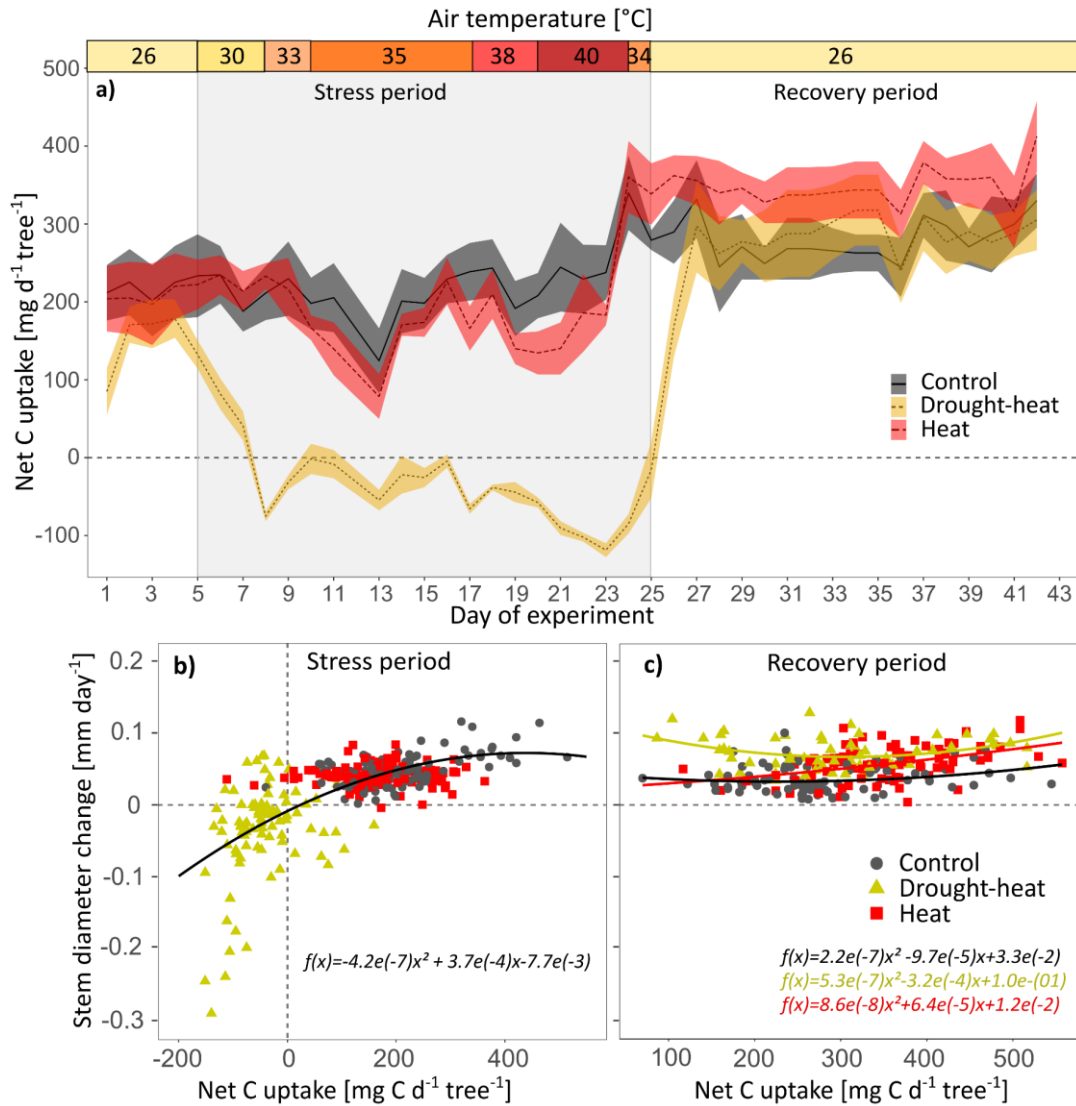 Air temperature [°C]
26 30 33 35 38 40 34 26
a) Stress period Recovery period
Net C uptake [mg d⁻¹ tree⁻¹]
500
400
300
200
100
0
-100
Control
Drought-heat
Heat
1 3 5 7 9 11 13 15 17 19 21 23 25 27 29 31 33 35 37 39 41 43
Day of experiment
b) Stress period
Stem diameter change [mm day⁻¹]
0.2
0.1
0
-0.1
-0.2
-0.3
f(x)=-4.2e(-7)x² + 3.7e(-4)x-7.7e(-3)
-200 0 200 400
Net C uptake [mg C d⁻¹ tree⁻¹]
c) Recovery period
Control
Drought-heat
Heat
f(x)=2.2e(-7)x² -9.7e(-5)x+3.3e(-2)
f(x)=5.3e(-7)x²-3.2e(-4)x+1.0e-(01)
f(x)=8.6e(-8)x²+6.4e(-5)x+1.2e(-2)
100 200 300 400 500
Net C uptake [mg C d⁻¹ tree⁻¹]